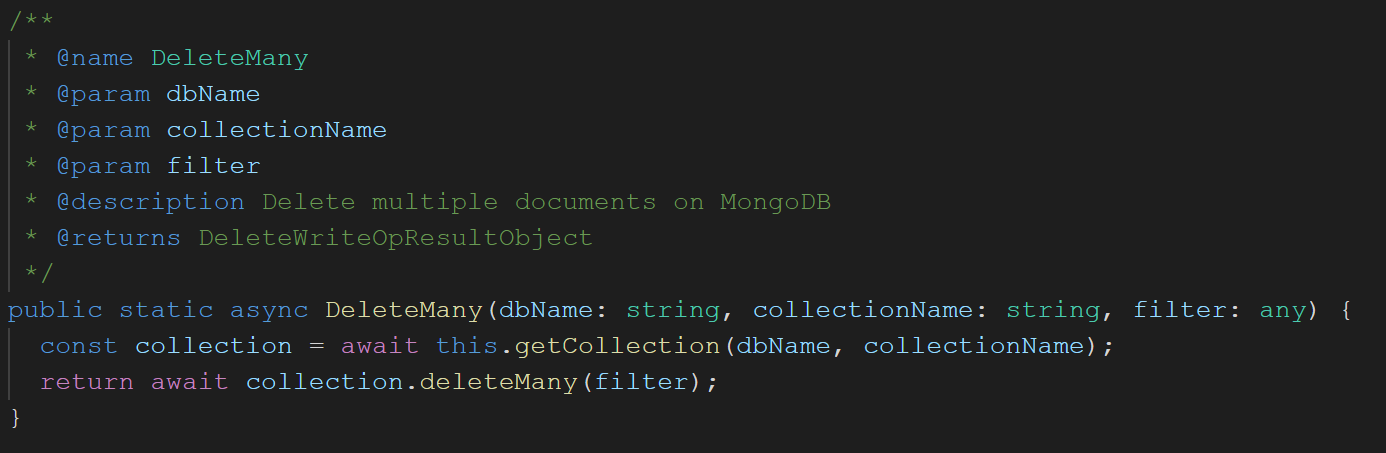 /**
 * @name DeleteMany
 * @param dbName
 * @param collectionName
 * @param filter
 * @description Delete multiple documents on MongoDB
 * @returns DeleteWriteOpResultObject
 */
public static async DeleteMany(dbName: string, collectionName: string, filter: any) {
  const collection = await this.getCollection(dbName, collectionName);
  return await collection.deleteMany(filter);
}